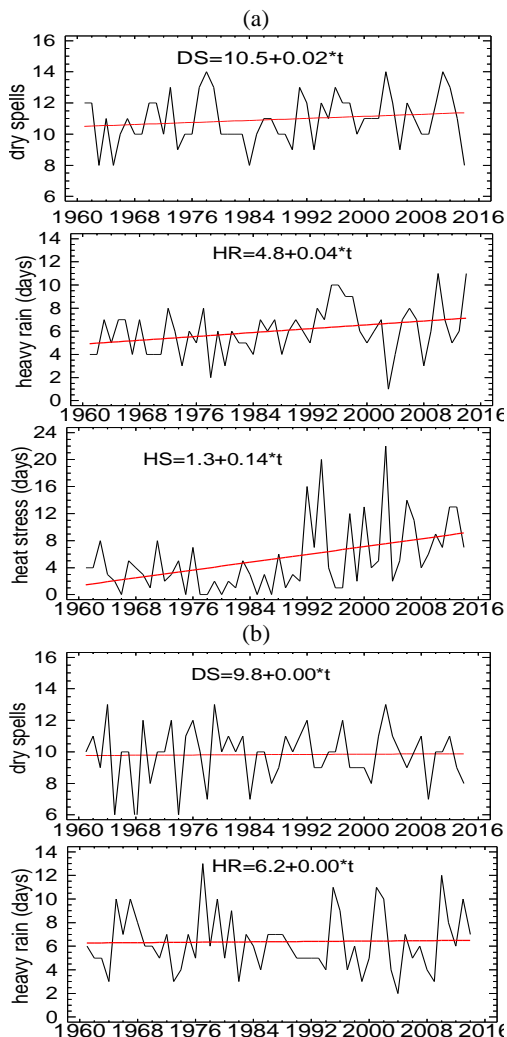 (a)
16
DS=10.5+0.02*t
14
12
10
8
6
dry spells
1960 1968 1976 1984 1992 2000 2008 2016
14
HR=4.8+0.04*t
12
10
8
6
4
2
0
heavy rain (days)
1960 1968 1976 1984 1992 2000 2008 2016
24
HS=1.3+0.14*t
20
16
12
8
4
0
heat stress (days)
1960 1968 1976 1984 1992 2000 2008 2016
(b)
16
DS=9.8+0.00*t
14
12
10
8
6
dry spells
1960 1968 1976 1984 1992 2000 2008 2016
14
HR=6.2+0.00*t
12
10
8
6
4
2
0
heavy rain (days)
1960 1968 1976 1984 1992 2000 2008 2016